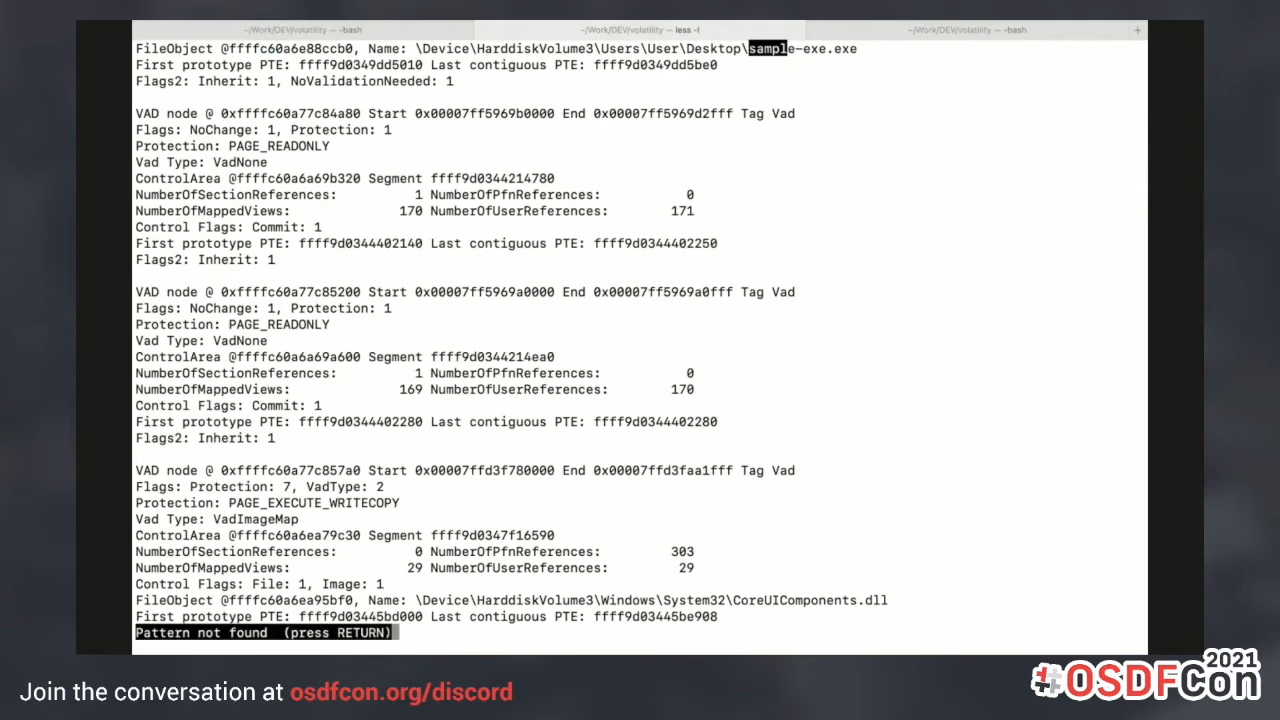 ~/Work/DEV/volatility — -bash
~/Work/DEV/volatility — less -i
~/Work/DEV/volatility — -bash
+
FileObject @ffffc60a6e88ccb0, Name: \Device\HarddiskVolume3\Users\User\Desktop\sample-exe.exe
First prototype PTE: ffff9d0349dd5010 Last contiguous PTE: ffff9d0349dd5be0
Flags2: Inherit: 1, NoValidationNeeded: 1
VAD node @ 0xffffc60a77c84a80 Start 0x00007ff5969b0000 End 0x00007ff5969d2fff Tag Vad
Flags: NoChange: 1, Protection: 1
Protection: PAGE_READONLY
Vad Type: VadNone
ControlArea @ffffc60a6a69b320 Segment ffff9d0344214780
NumberOfSectionReferences: 1 NumberOfPfnReferences: 0
NumberOfMappedViews: 170 NumberOfUserReferences: 171
Control Flags: Commit: 1
First prototype PTE: ffff9d0344402140 Last contiguous PTE: ffff9d0344402250
Flags2: Inherit: 1
VAD node @ 0xffffc60a77c85200 Start 0x00007ff5969a0000 End 0x00007ff5969a0fff Tag Vad
Flags: NoChange: 1, Protection: 1
Protection: PAGE_READONLY
Vad Type: VadNone
ControlArea @ffffc60a6a69a600 Segment ffff9d0344214ea0
NumberOfSectionReferences: 1 NumberOfPfnReferences: 0
NumberOfMappedViews: 169 NumberOfUserReferences: 170
Control Flags: Commit: 1
First prototype PTE: ffff9d0344402280 Last contiguous PTE: ffff9d0344402280
Flags2: Inherit: 1
VAD node @ 0xffffc60a77c857a0 Start 0x00007ffd3f780000 End 0x00007ffd3faa1fff Tag Vad
Flags: Protection: 7, VadType: 2
Protection: PAGE_EXECUTE_WRITECOPY
Vad Type: VadImageMap
ControlArea @ffffc60a6ea79c30 Segment ffff9d0347f16590
NumberOfSectionReferences: 0 NumberOfPfnReferences: 303
NumberOfMappedViews: 29 NumberOfUserReferences: 29
Control Flags: File: 1, Image: 1
FileObject @ffffc60a6ea95bf0, Name: \Device\HarddiskVolume3\Windows\System32\CoreUIComponents.dll
First prototype PTE: ffff9d03445bd000 Last contiguous PTE: ffff9d03445be908
Pattern not found (press RETURN)
Join the conversation at osdfcon.org/discord
2021
#OSDFCon